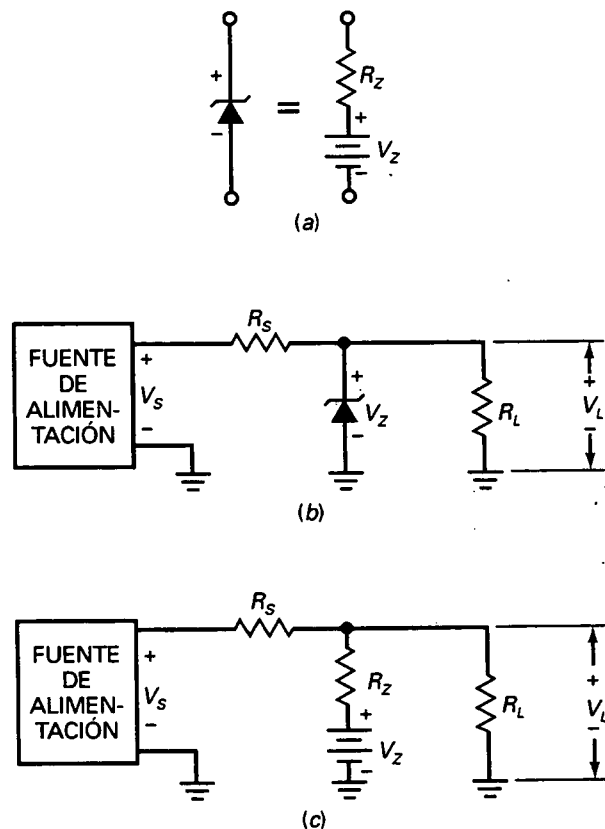 +
R_Z
=
+
−
V_Z
−
(a)
R_S
FUENTE
DE
ALIMEN-
TACIÓN
+
V_S
−
+
V_Z
−
R_L
+
V_L
−
(b)
R_S
FUENTE
DE
ALIMEN-
TACIÓN
+
V_S
−
R_Z
+
V_Z
−
R_L
+
V_L
−
(c)